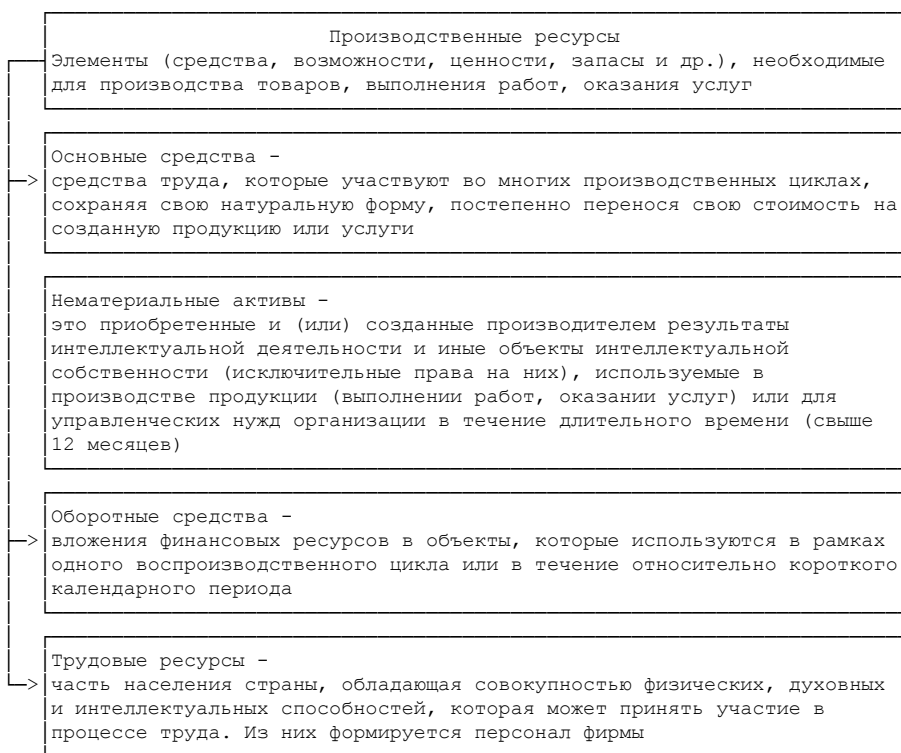 Производственные ресурсы
Элементы (средства, возможности, ценности, запасы и др.), необходимые
для производства товаров, выполнения работ, оказания услуг
Основные средства -
средства труда, которые участвуют во многих производственных циклах,
сохраняя свою натуральную форму, постепенно перенося свою стоимость на
созданную продукцию или услуги
Нематериальные активы -
это приобретенные и (или) созданные производителем результаты
интеллектуальной деятельности и иные объекты интеллектуальной
собственности (исключительные права на них), используемые в
производстве продукции (выполнении работ, оказании услуг) или для
управленческих нужд организации в течение длительного времени (свыше
12 месяцев)
Оборотные средства -
вложения финансовых ресурсов в объекты, которые используются в рамках
одного воспроизводственного цикла или в течение относительно короткого
календарного периода
Трудовые ресурсы -
часть населения страны, обладающая совокупностью физических, духовных
и интеллектуальных способностей, которая может принять участие в
процессе труда. Из них формируется персонал фирмы